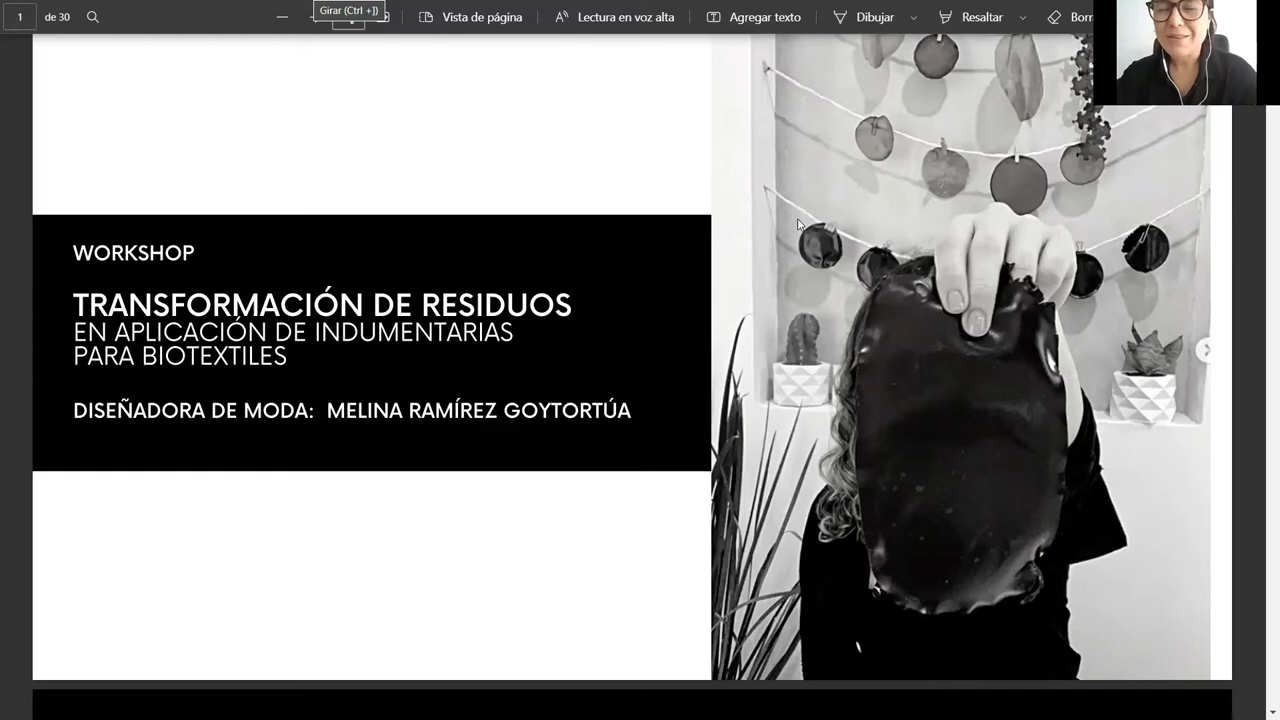 1 de 30
Girar (Ctrl +])
Vista de página
Lectura en voz alta
Agregar texto
Dibujar
Resaltar
WORKSHOP
TRANSFORMACIÓN DE RESIDUOS
EN APLICACIÓN DE INDUMENTARIAS
PARA BIOTEXTILES
DISEÑADORA DE MODA: MELINA RAMÍREZ GOYTORTÚA